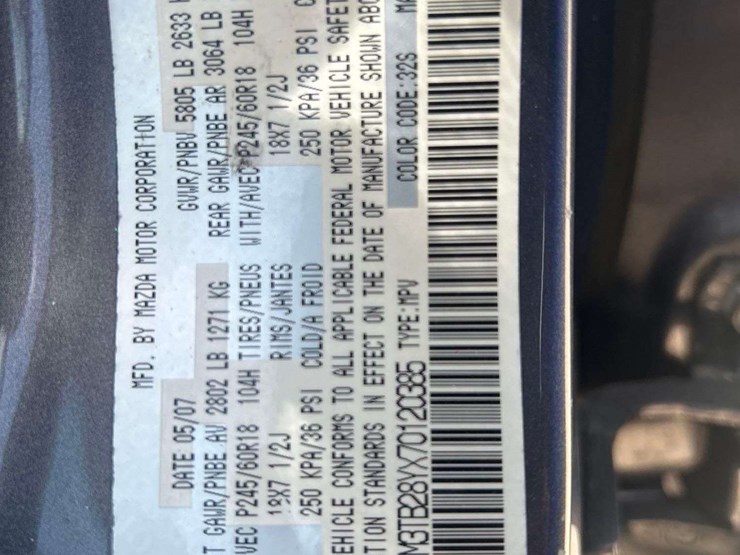 MFD. BY MAZDA MOTOR CORPORATION
DATE 05/07 GVWR/PNBV 5805 LB 2633
T GAWR/PNBE AV 2802 LB 1271 KG REAR GAWR/PNBE AR 3064 LB
VEC P245/60R18 104H TIRES/PNEUS WITH/AVEC P245/60R18 104H
18X7 1/2J RIMS/JANTES 18X7 1/2J
250 KPA/36 PSI COLD/A FROID 250 KPA/36 PSI C
EHICLE CONFORMS TO ALL APPLICABLE FEDERAL MOTOR VEHICLE SAFET
TION STANDARDS IN EFFECT ON THE DATE OF MANUFACTURE SHOWN ABO
M3TB28YX70120385 TYPE:MPV COLOR CODE:32S MA